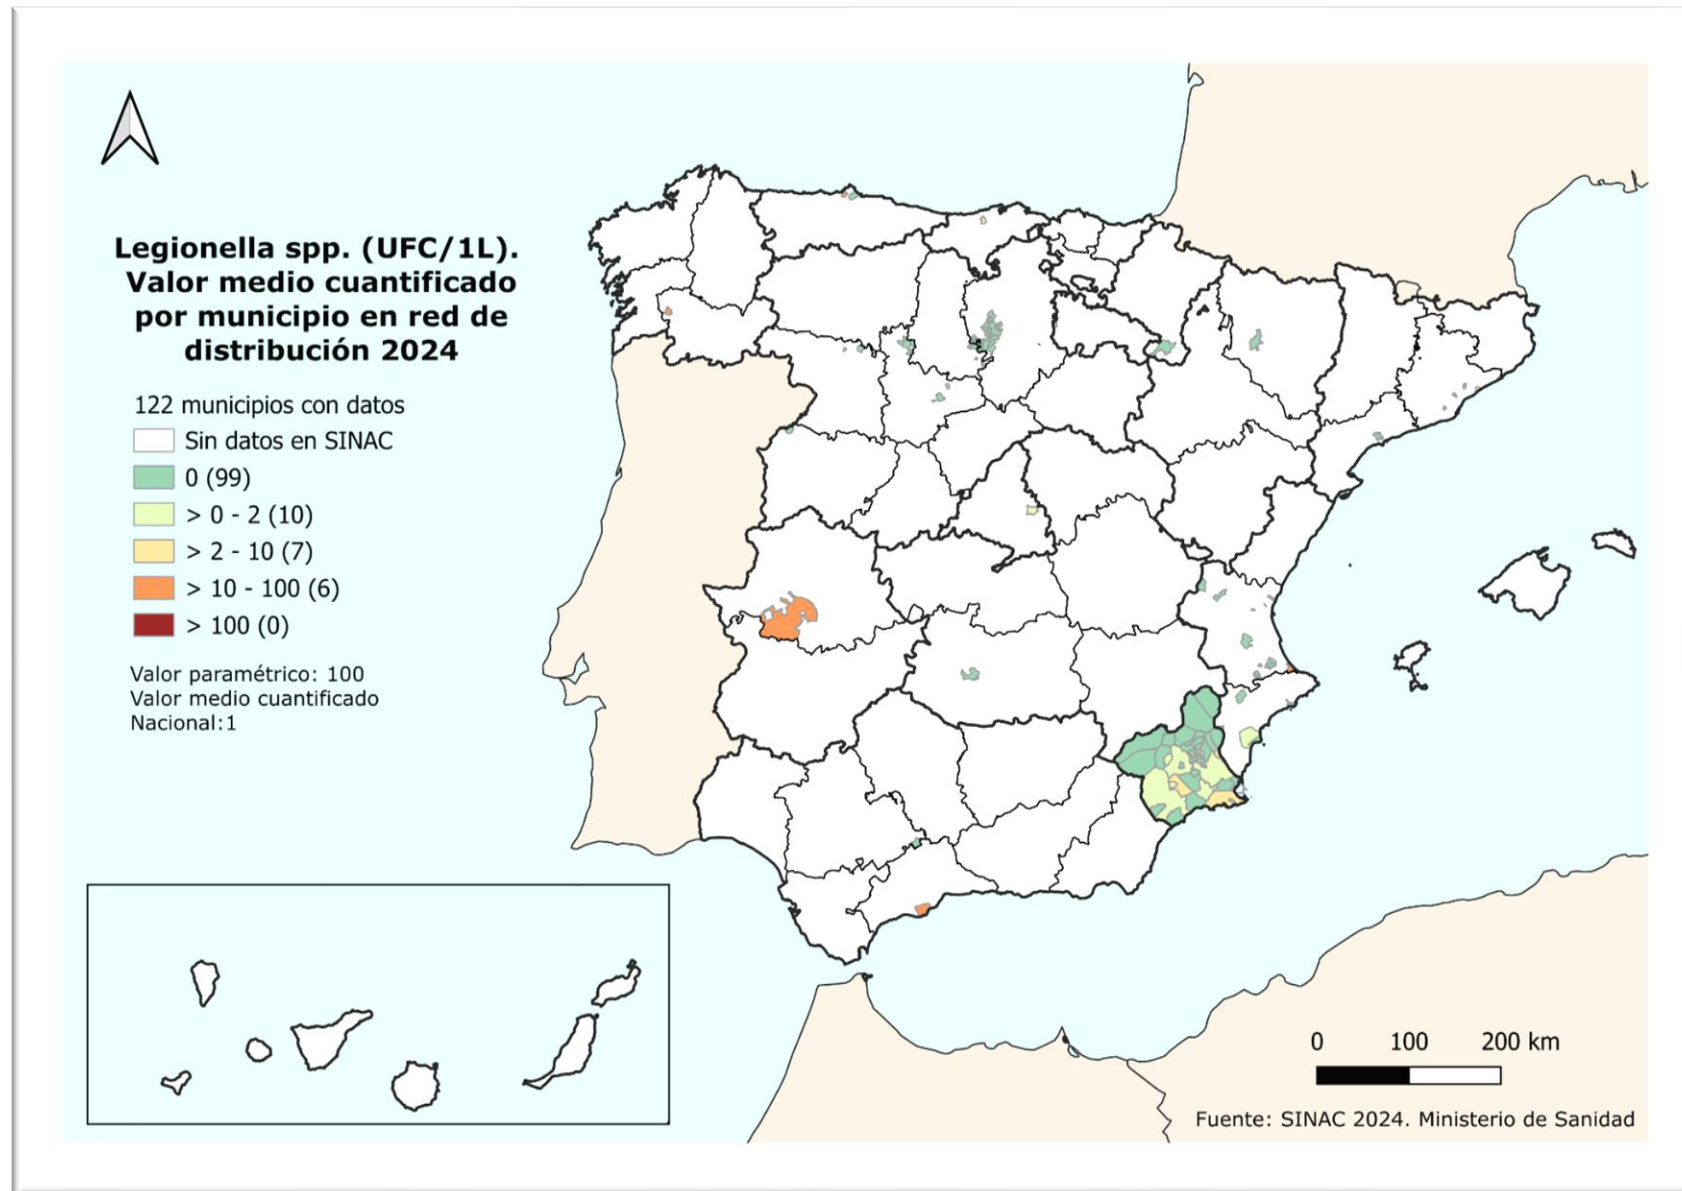 Legionella spp. (UFC/1L).
Valor medio cuantificado
por municipio en red de
distribución 2024
122 municipios con datos
Sin datos en SINAC
0 (99)
> 0 - 2 (10)
> 2 - 10 (7)
> 10 - 100 (6)
> 100 (0)
Valor paramétrico: 100
Valor medio cuantificado
Nacional:1
0 100 200 km
Fuente: SINAC 2024. Ministerio de Sanidad